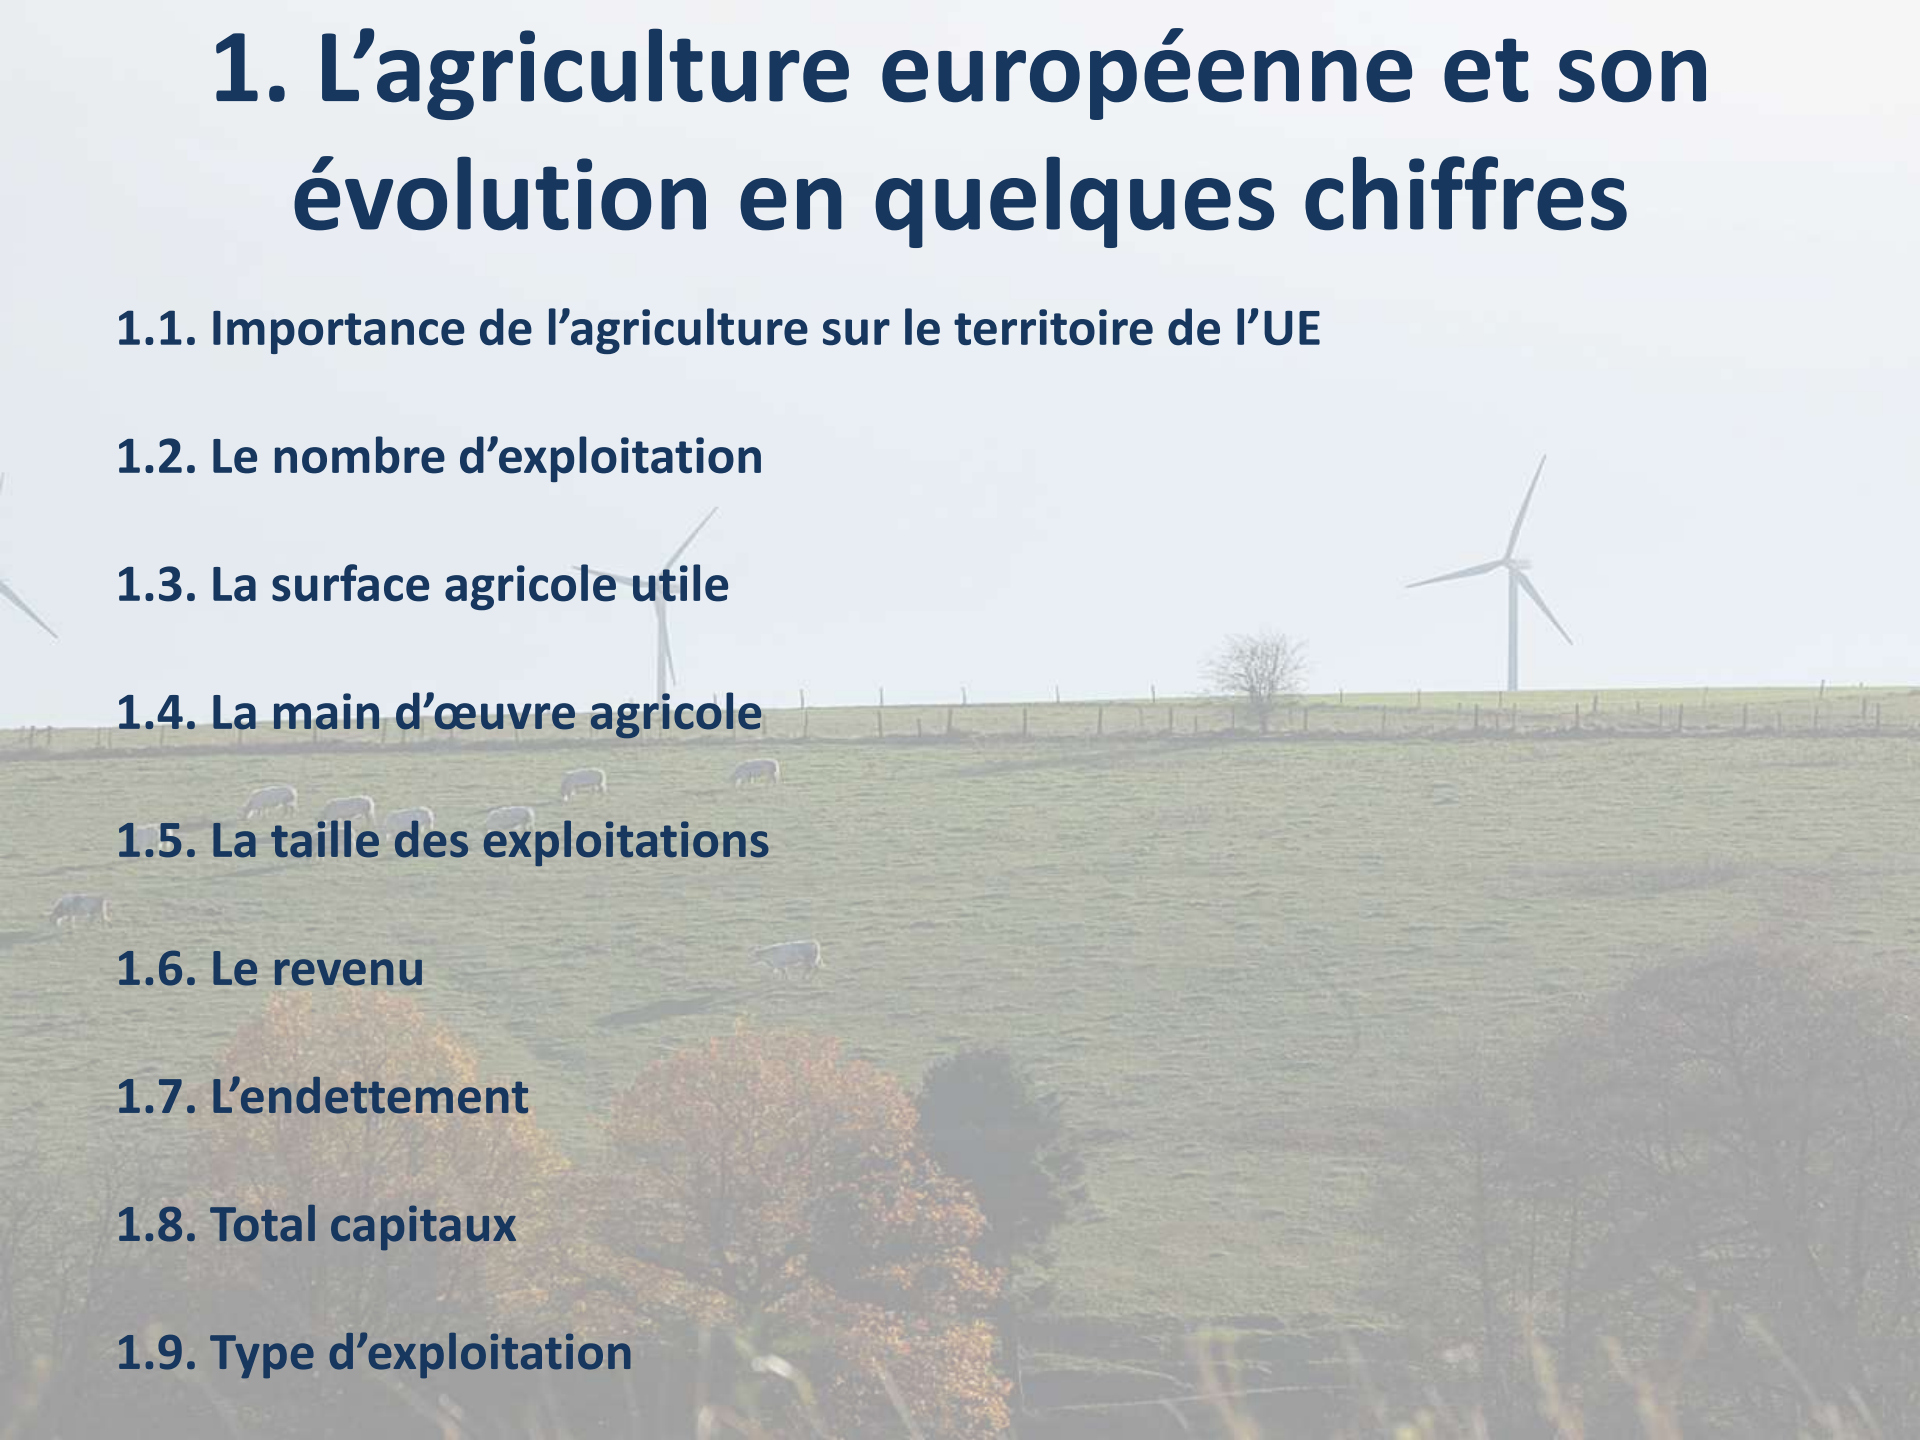 1. L’agriculture européenne et son
évolution en quelques chiffres
1.1. Importance de l’agriculture sur le territoire de l’UE
1.2. Le nombre d’exploitation
1.3. La surface agricole utile
1.4. La main d’œuvre agricole
1.5. La taille des exploitations
1.6. Le revenu
1.7. L’endettement
1.8. Total capitaux
1.9. Type d’exploitation